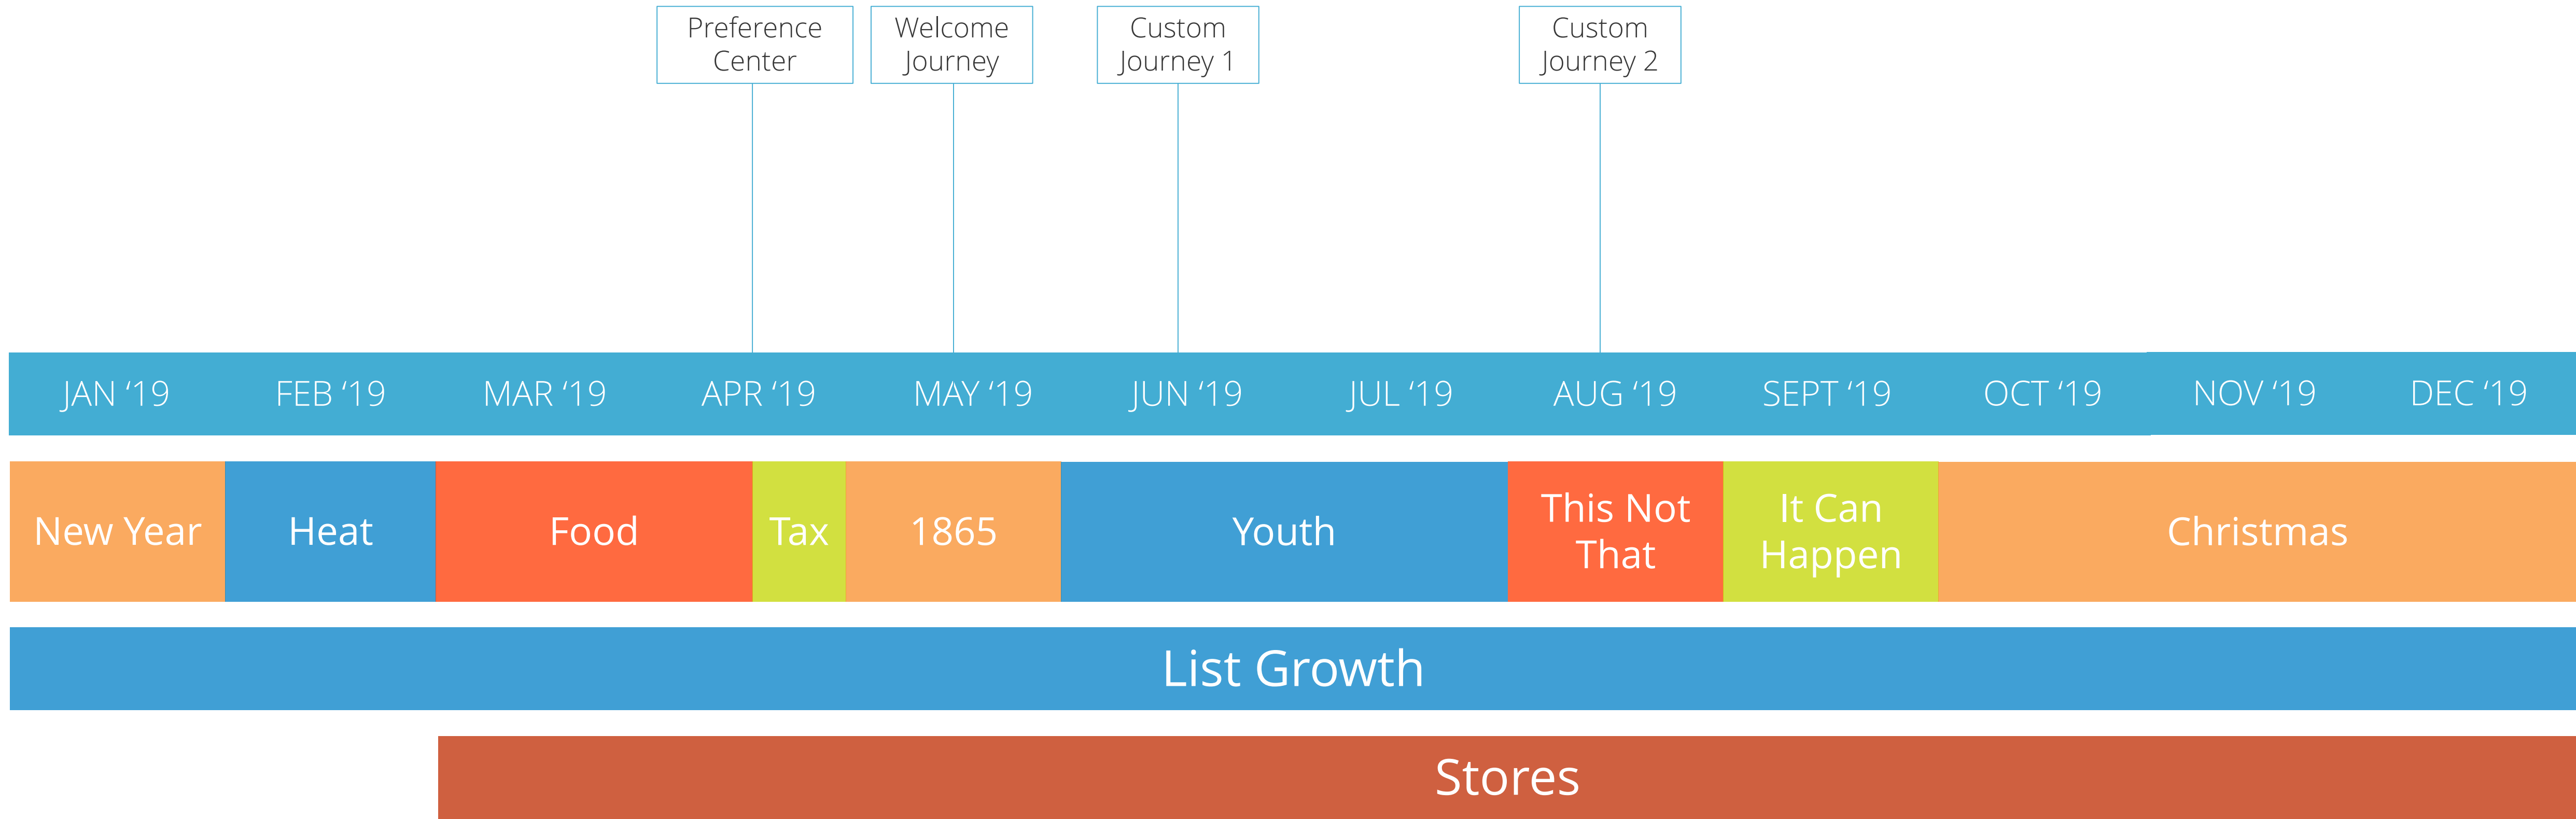 Preference
Center
Welcome
Journey
Custom
Journey 1
Custom
Journey 2
JAN ‘19
FEB ‘19
MAR ‘19
APR ‘19
MAY ‘19
JUN ‘19
JUL ‘19
AUG ‘19
SEPT ‘19
OCT ‘19
NOV ‘19
DEC ‘19
New Year
Heat
Food
Tax
1865
Youth
This Not
That
It Can
Happen
Christmas
List Growth
Stores